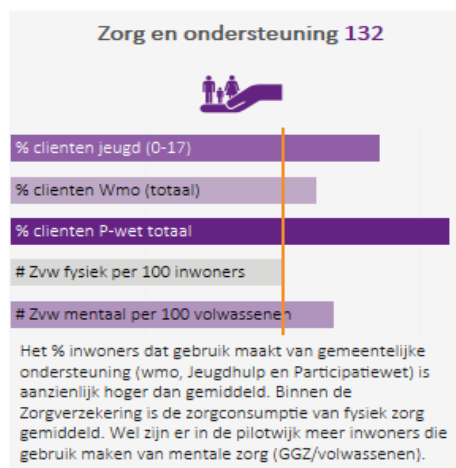 Zorg en ondersteuning 132
% clienten jeugd (0-17)
% clienten Wmo (totaal)
% clienten P-wet totaal
# Zvw fysiek per 100 inwoners
# Zvw mentaal per 100 volwassenen
Het % inwoners dat gebruik maakt van gemeentelijke
ondersteuning (wmo, Jeugdhulp en Participatiewet) is
aanzienlijk hoger dan gemiddeld. Binnen de
Zorgverzekering is de zorgconsumptie van fysiek zorg
gemiddeld. Wel zijn er in de pilotwijk meer inwoners die
gebruik maken van mentale zorg (GGZ/volwassenen).